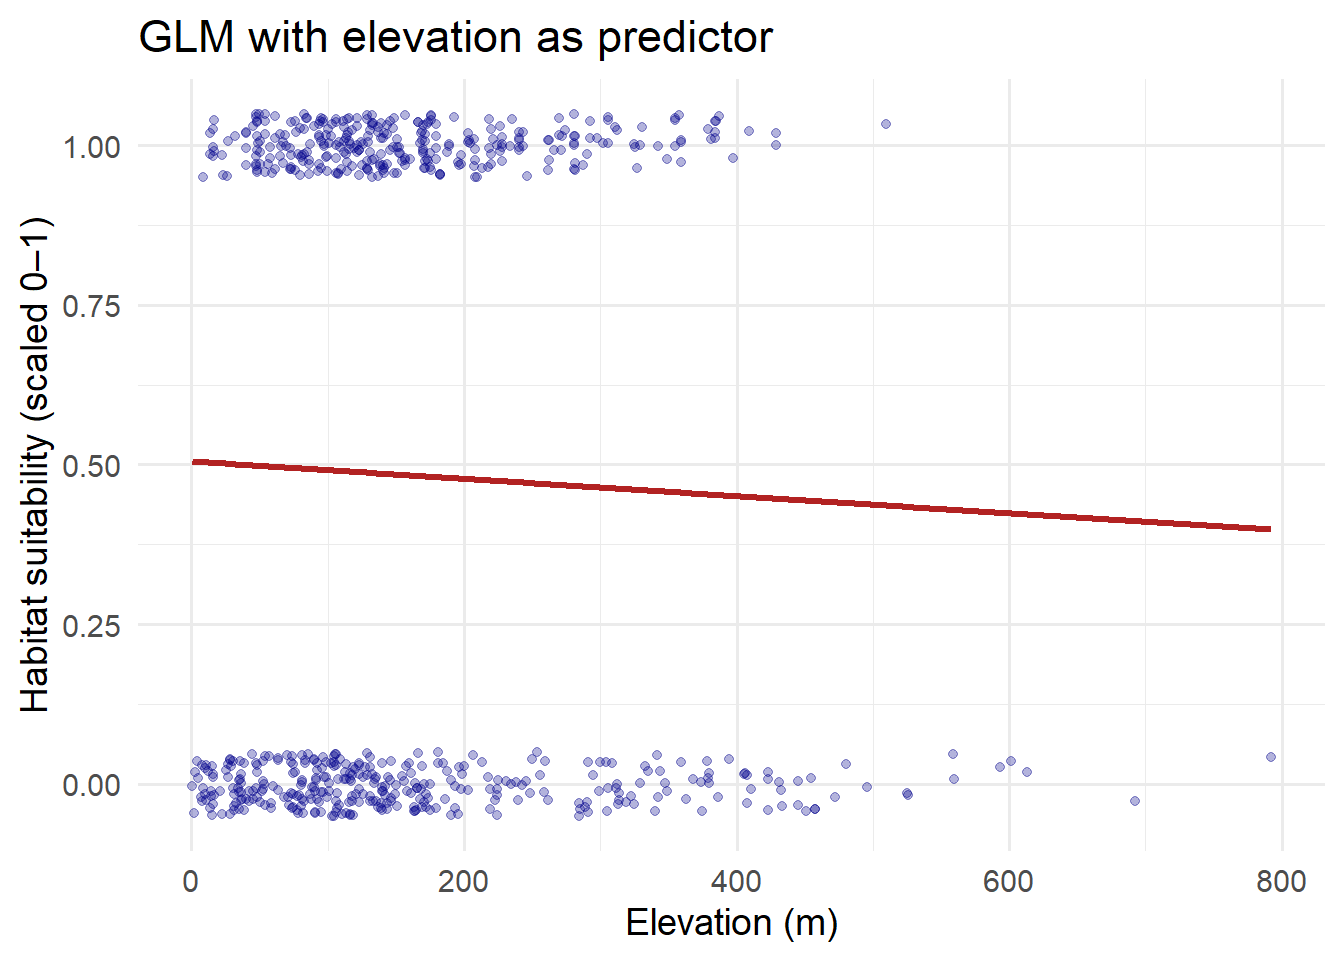 GLM with elevation as predictor
Habitat suitability (scaled 0–1)
1.00
0.75
0.50
0.25
0.00
0 200 400 600 800
Elevation (m)